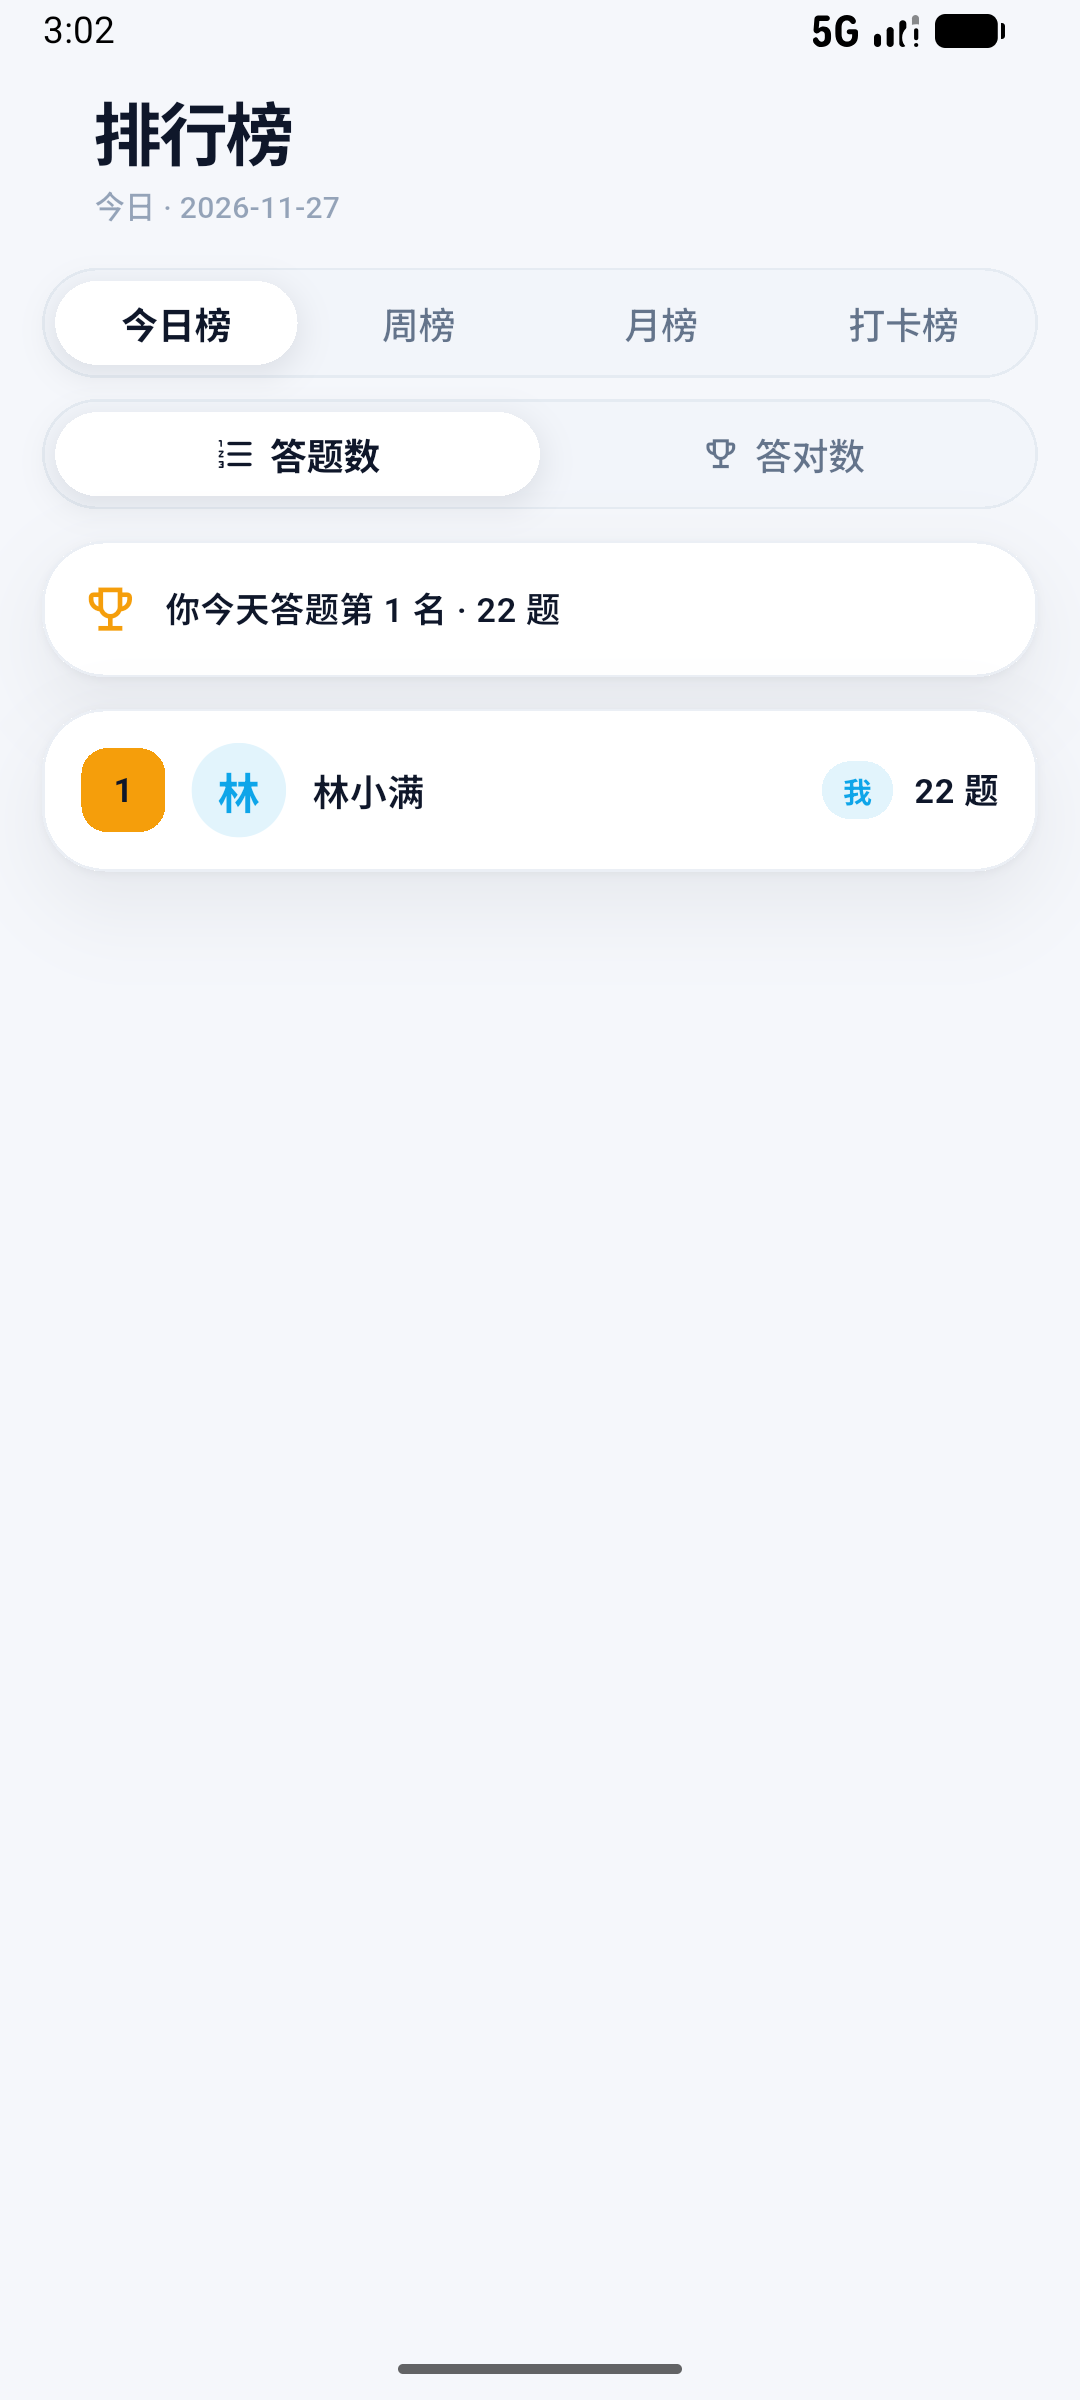 3:02 5G
排行榜
今日 · 2026-11-27
今日榜 周榜 月榜 打卡榜
答题数 答对数
你今天答题第 1 名 · 22 题
1 林 林小满 我 22 题